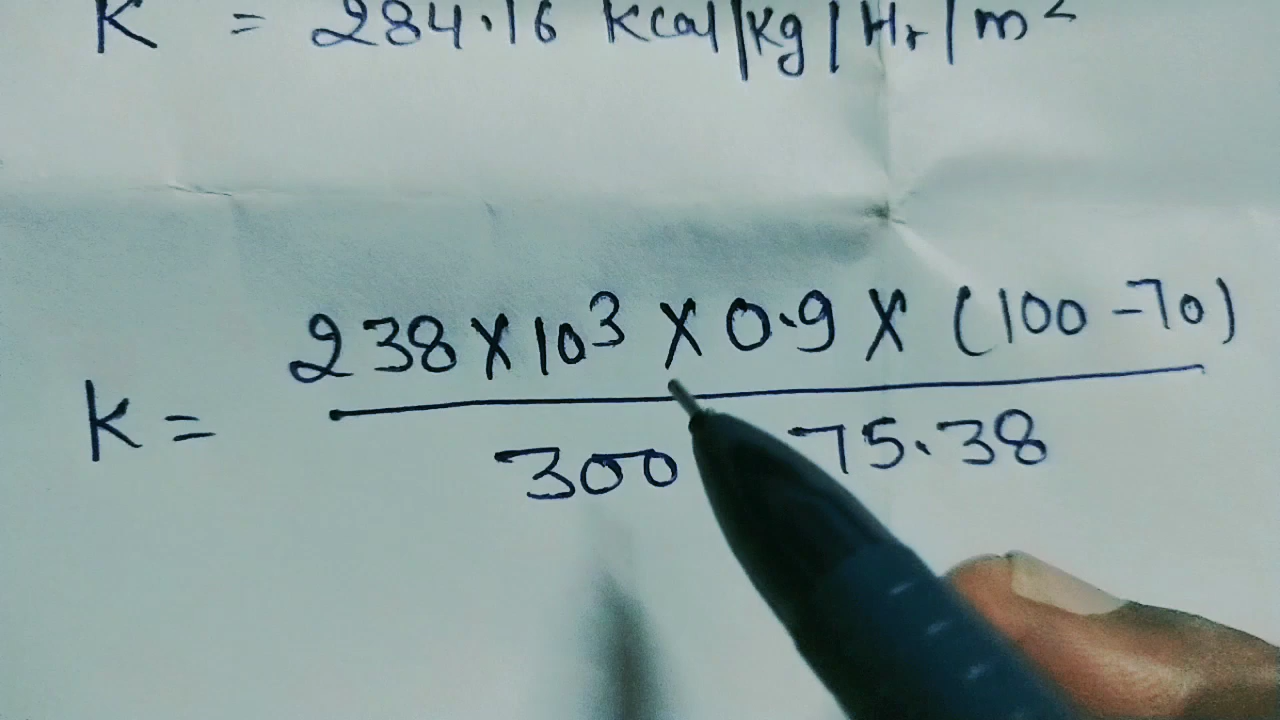 K = 284.16 Kcal/kg/Hr/m²
238 X 10³ X 0.9 X (100-70)
K =
300 75.38